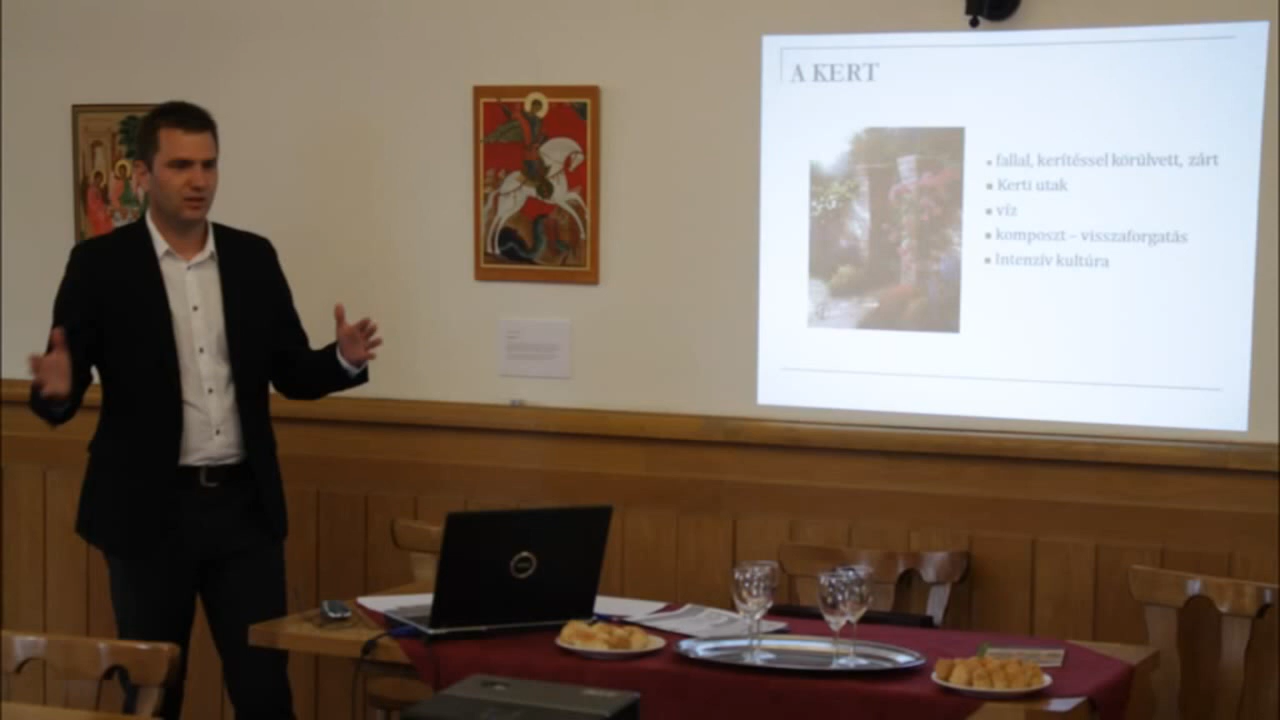 A KERT
▪ fallal, kerítéssel körülvett, zárt
▪ Kerti utak
▪ víz
▪ komposzt – visszaforgatás
▪ Intenzív kultúra